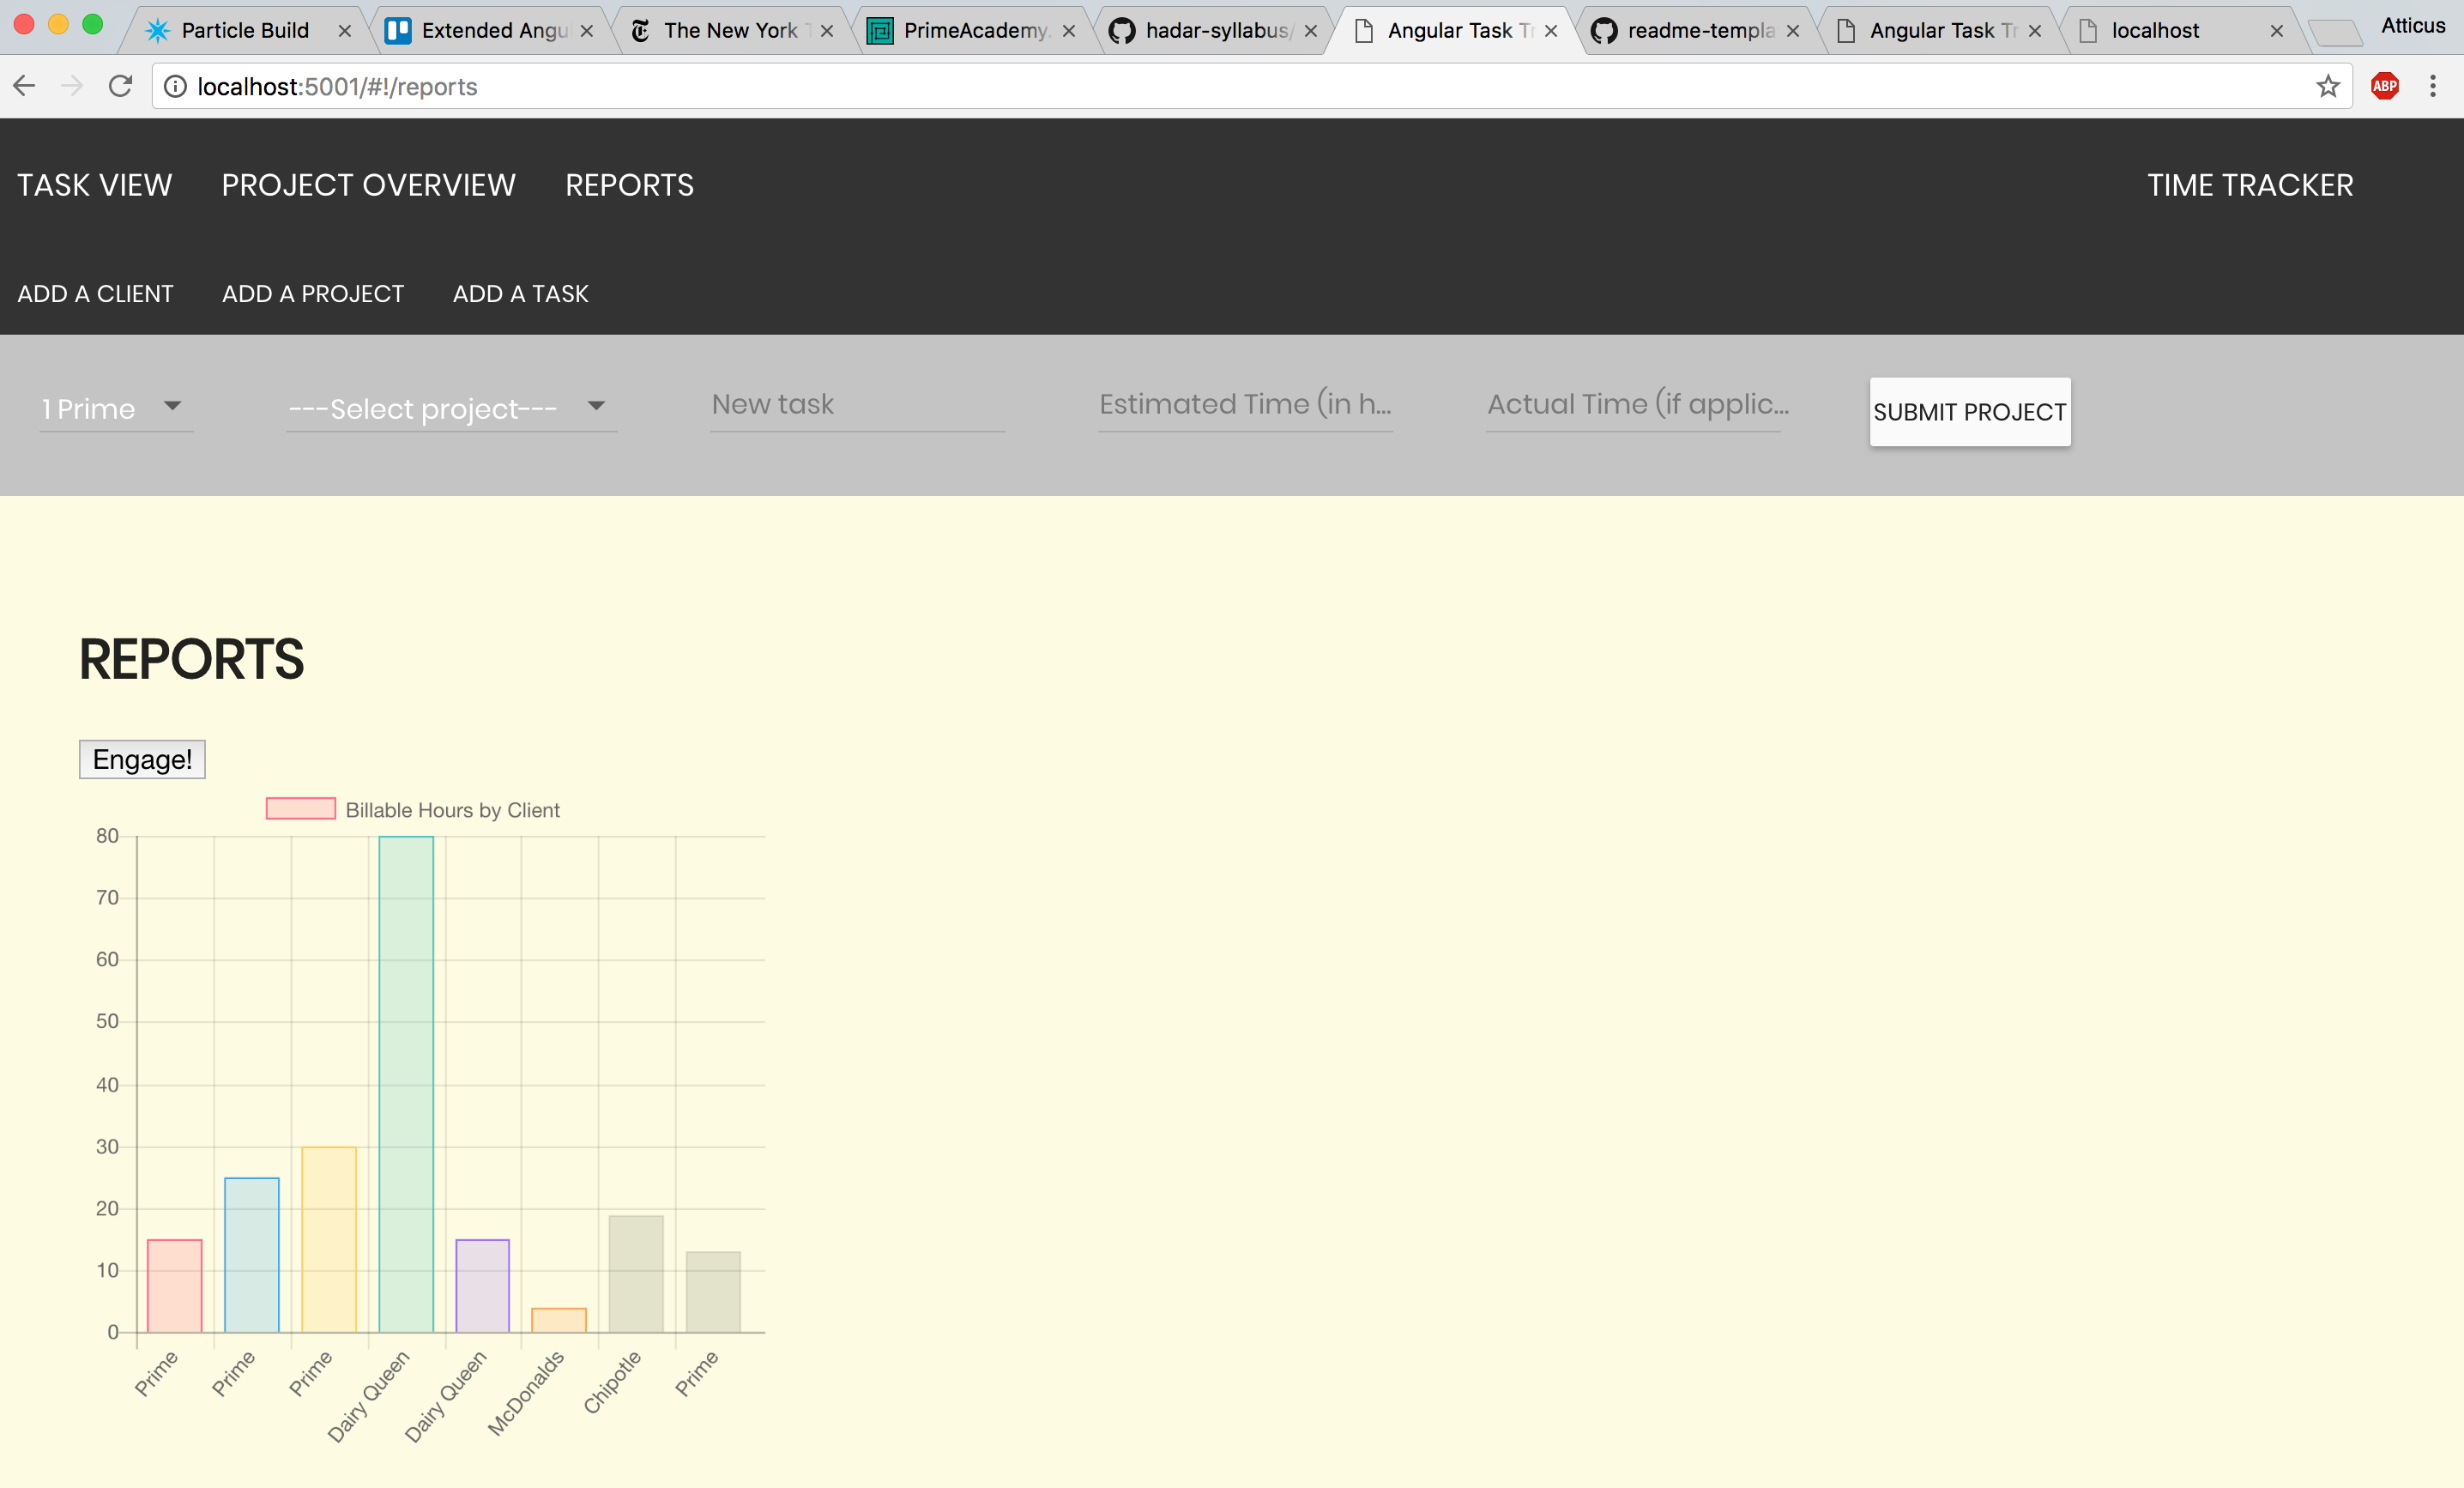 Particle Build
Extended Angu
The New York T
PrimeAcademy.
hadar-syllabus/
Angular Task Tr
readme-templa
Angular Task Tr
localhost
Atticus
localhost:5001/#!/reports
ABP
TASK VIEW PROJECT OVERVIEW REPORTS TIME TRACKER
ADD A CLIENT ADD A PROJECT ADD A TASK
1 Prime ---Select project--- New task Estimated Time (in h... Actual Time (if applic... SUBMIT PROJECT
REPORTS
Engage!
Billable Hours by Client
80
70
60
50
40
30
20
10
0
Prime Prime Prime Dairy Queen Dairy Queen McDonalds Chipotle Prime